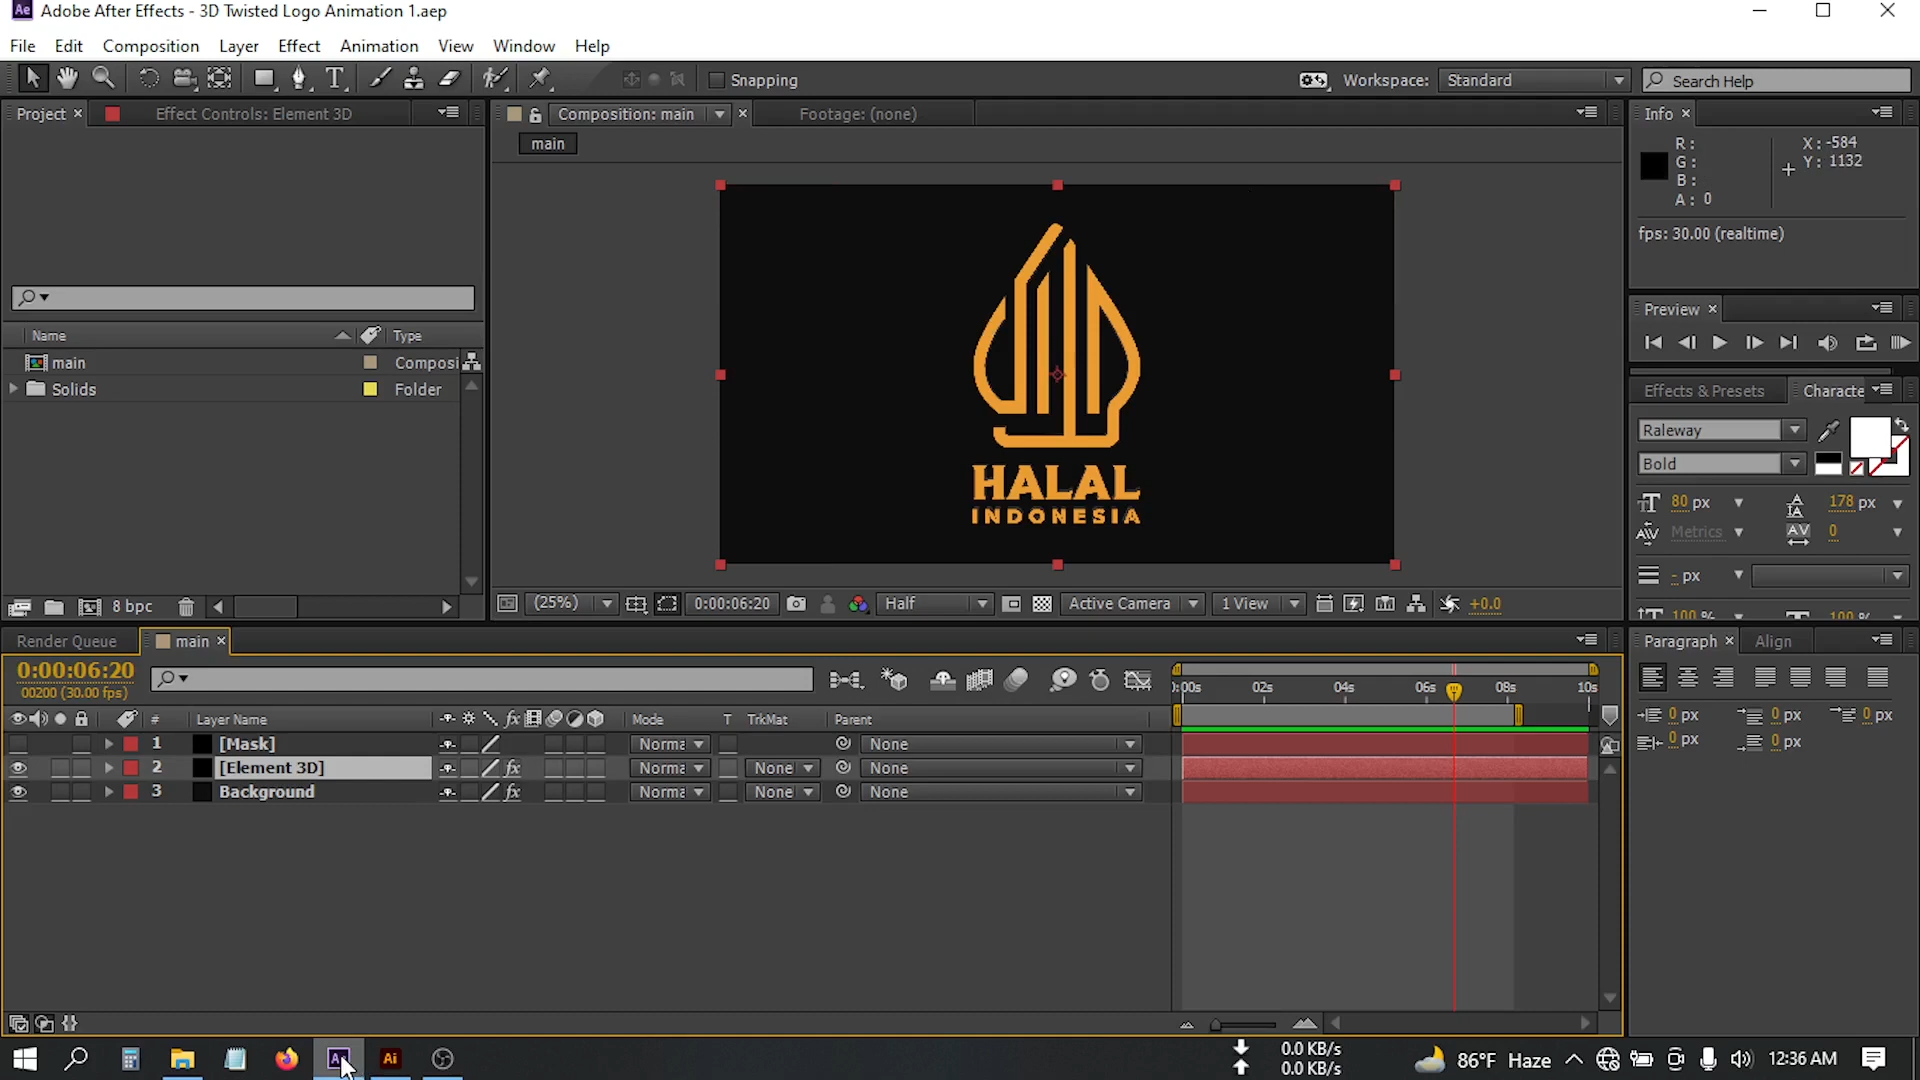 Ae Adobe After Effects - 3D Twisted Logo Animation 1.aep
File Edit Composition Layer Effect Animation View Window Help
Snapping Workspace: Standard Search Help
Project Effect Controls: Element 3D
Composition: main Footage: (none)
main
Info
R: X: -584
G: Y: 1132
B:
A: 0
fps: 30.00 (realtime)
HALAL
INDONESIA
Preview
Name Type
main Composi
Solids Folder
Effects & Presets Characte
Raleway
Bold
80 px 178 px
Metrics 0
- px
8 bpc
(25%) 0:00:06:20 Half Active Camera 1 View +0.0
Render Queue main
Paragraph Align
0:00:06:20
00200 (30.00 fps)
:00s 02s 04s 06s 08s 10s
# Layer Name Mode T TrkMat Parent
1 [Mask] Norma None
2 [Element 3D] Norma None None
3 Background Norma None None
0 px 0 px 0 px
0 px 0 px
Ae Ai
0.0 KB/s
0.0 KB/s
86°F Haze 12:36 AM